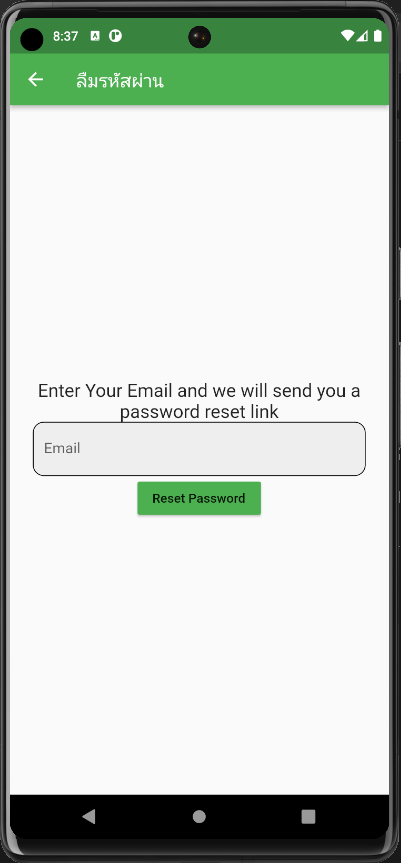 8:37
ลืมรหัสผ่าน
Enter Your Email and we will send you a
password reset link
Email
Reset Password